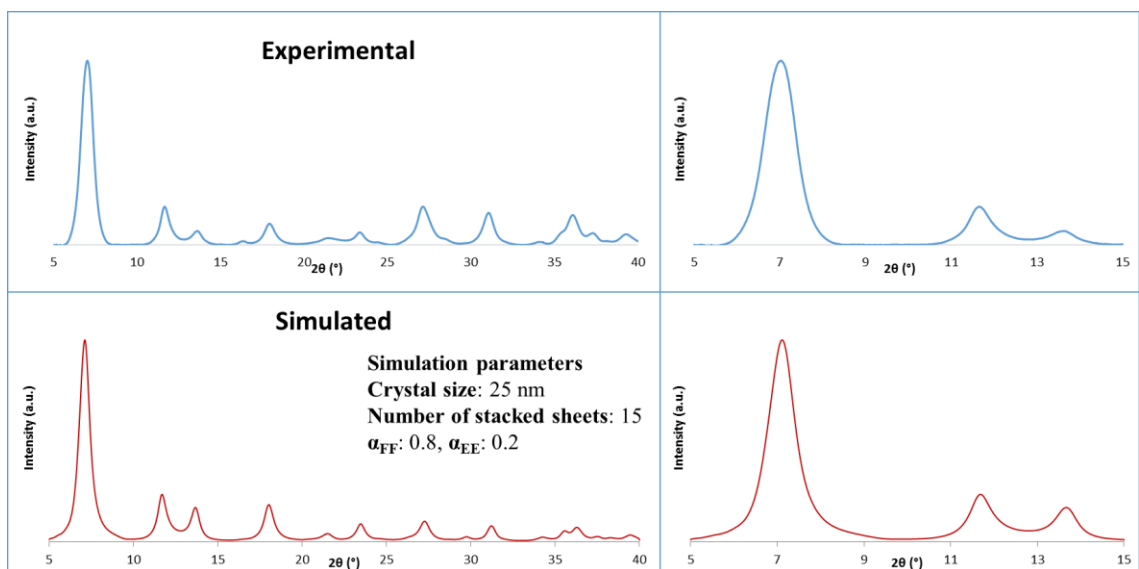 Experimental
Intensity (a.u.)
5 10 15 20 25 30 35 40
2θ (°)
Intensity (a.u.)
5 7 9 11 13 15
2θ (°)
Simulated
Simulation parameters
Crystal size: 25 nm
Number of stacked sheets: 15
αFF: 0.8, αEE: 0.2
Intensity (a.u.)
5 10 15 20 25 30 35 40
2θ (°)
Intensity (a.u.)
5 7 9 11 13 15
2θ (°)